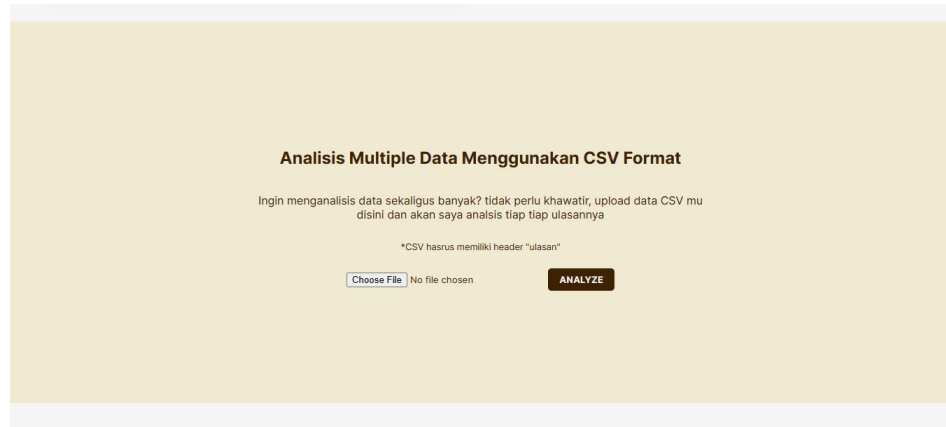 Analisis Multiple Data Menggunakan CSV Format
Ingin menganalisis data sekaligus banyak? tidak perlu khawatir, upload data CSV mu
disini dan akan saya analsis tiap tiap ulasannya
*CSV hasrus memiliki header "ulasan"
Choose File No file chosen ANALYZE